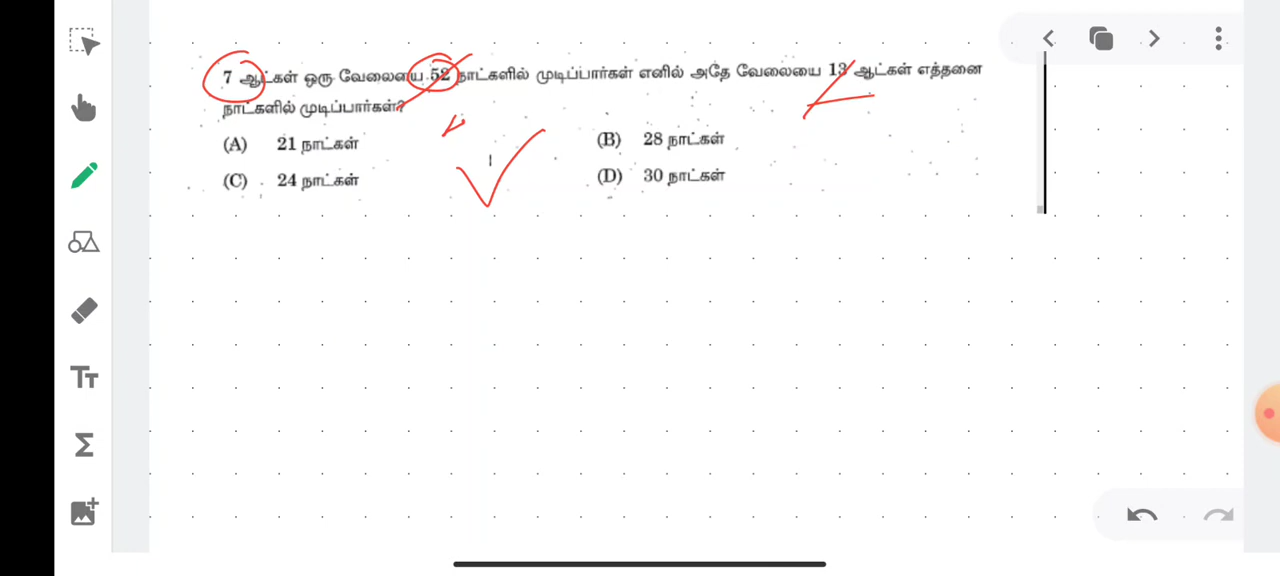 7 ஆட்கள் ஒரு வேலையை 52 நாட்களில் முடிப்பார்கள் எனில் அதே வேலையை 13 ஆட்கள் எத்தனை
நாட்களில் முடிப்பார்கள்?
(A) 21 நாட்கள் (B) 28 நாட்கள்
(C) 24 நாட்கள் (D) 30 நாட்கள்